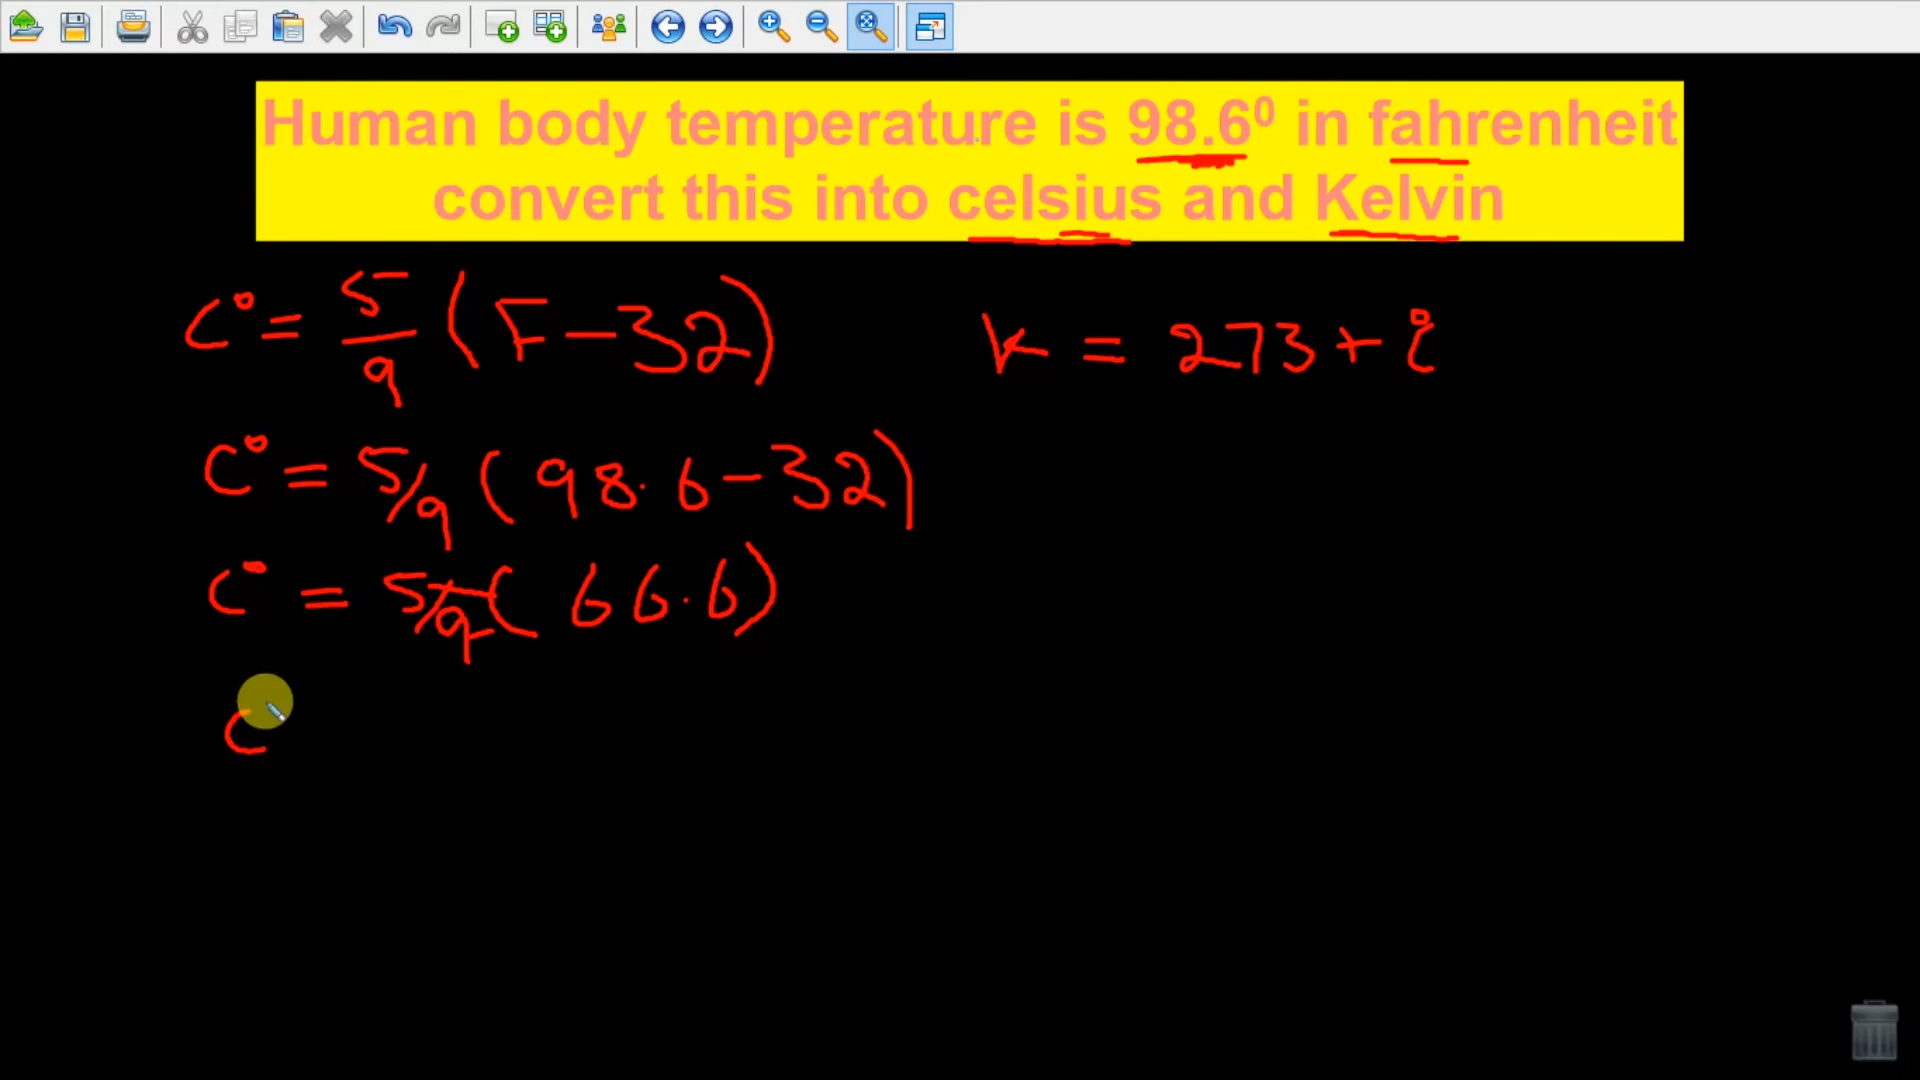 Human body temperature is 98.6⁰ in fahrenheit
convert this into celsius and Kelvin
C° = 5/9 (F - 32)
K = 273 + C°
C° = 5/9 (98.6 - 32)
C° = 5/9 (66.6)
C